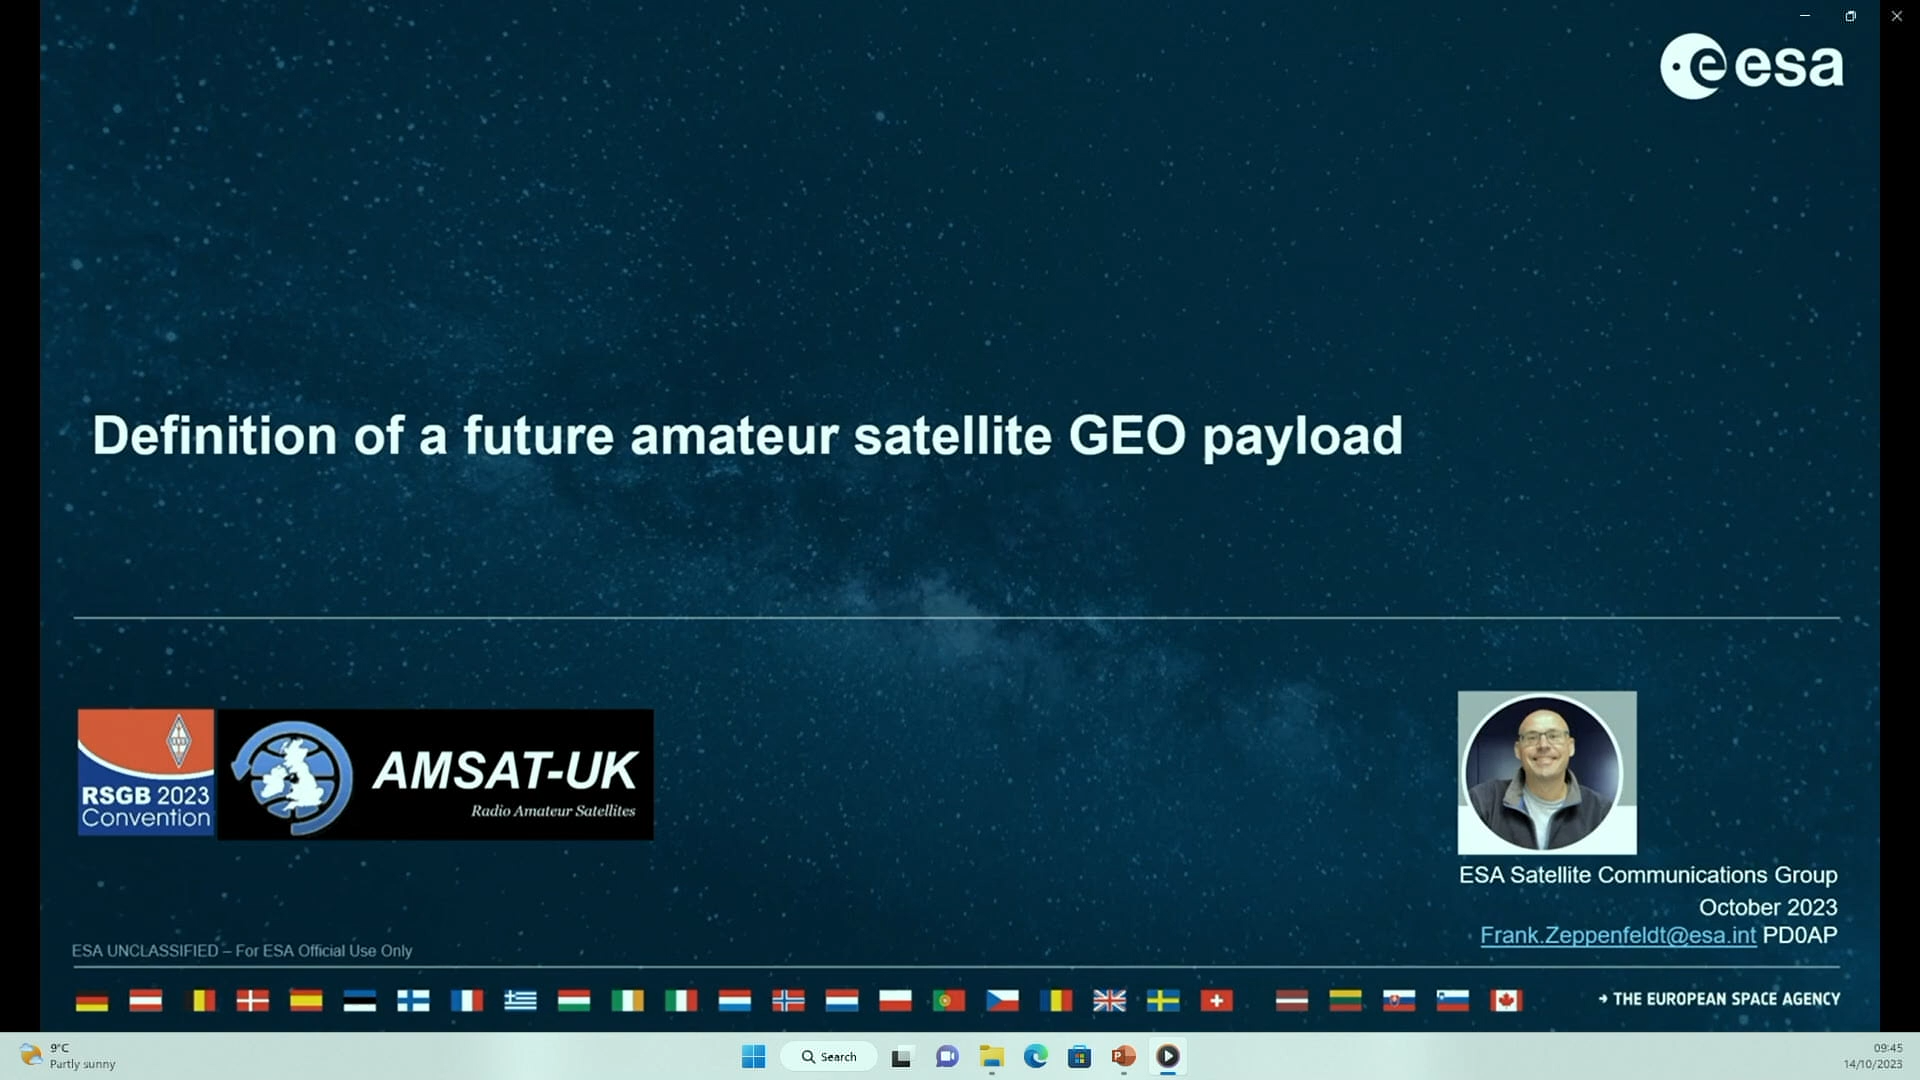 esa
Definition of a future amateur satellite GEO payload
RSGB 2023
Convention
AMSAT-UK
Radio Amateur Satellites
ESA Satellite Communications Group
October 2023
Frank.Zeppenfeldt@esa.int PD0AP
ESA UNCLASSIFIED – For ESA Official Use Only
→ THE EUROPEAN SPACE AGENCY
9°C
Partly sunny
Search
09:45
14/10/2023